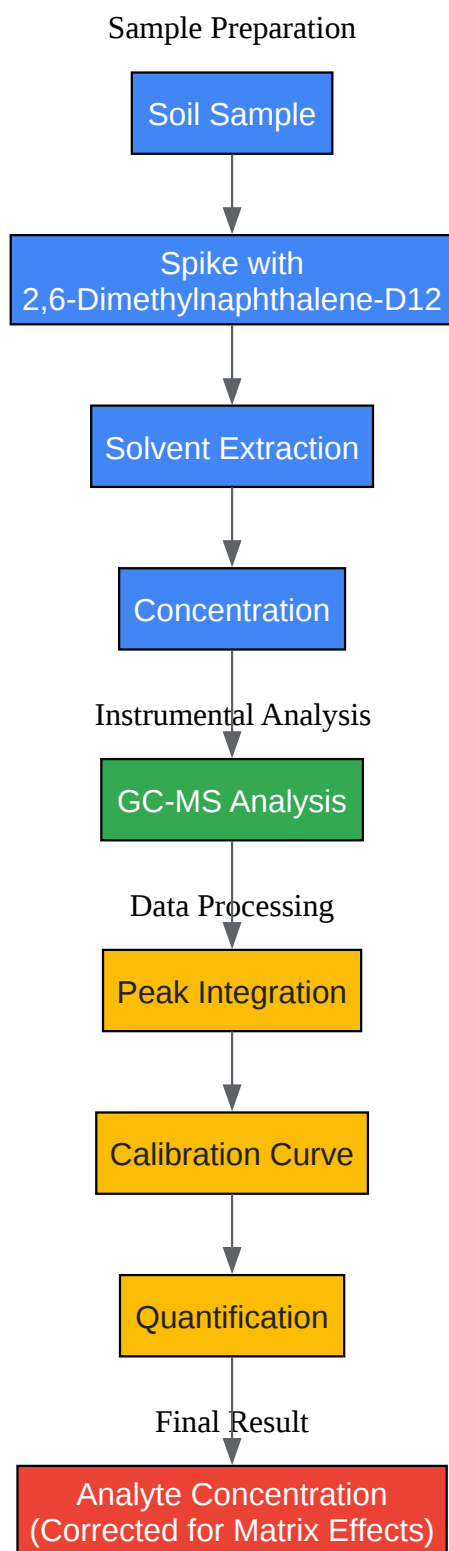 Sample Preparation
Soil Sample
Spike with
2,6-Dimethylnaphthalene-D12
Solvent Extraction
Concentration
Instrumental Analysis
GC-MS Analysis
Data Processing
Peak Integration
Calibration Curve
Quantification
Final Result
Analyte Concentration
(Corrected for Matrix Effects)